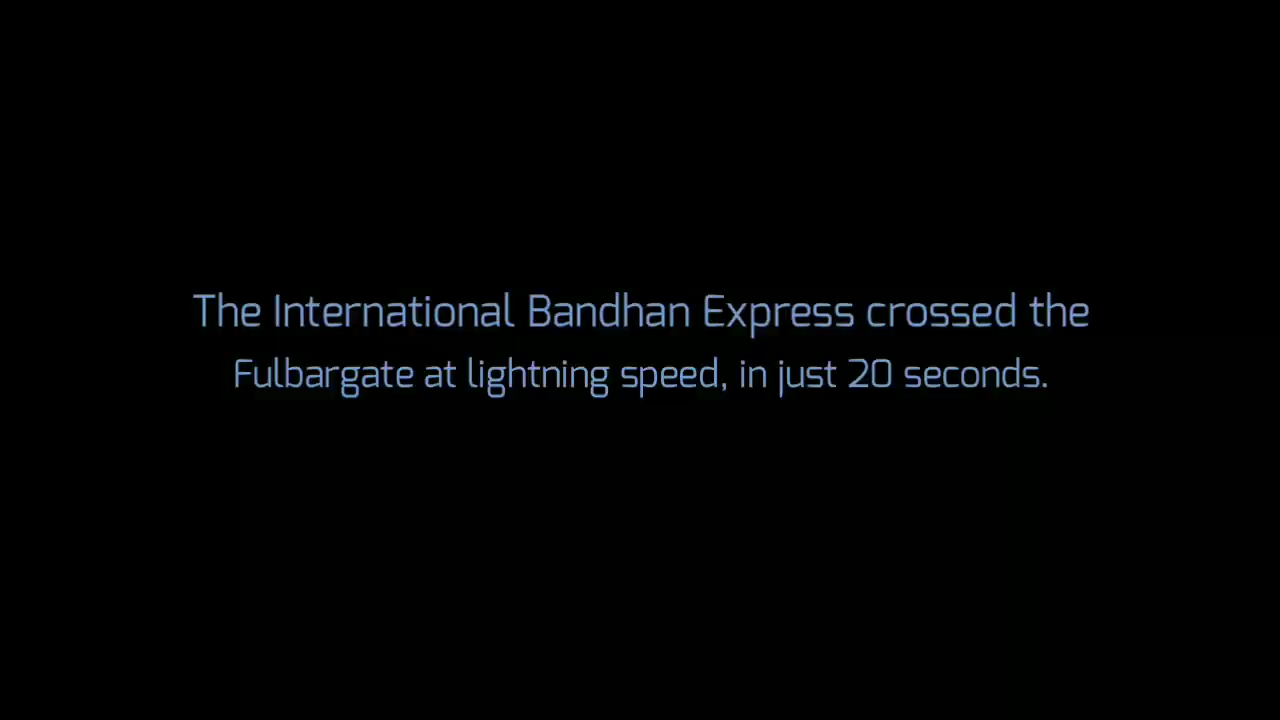 The International Bandhan Express crossed the
Fulbargate at lightning speed, in just 20 seconds.